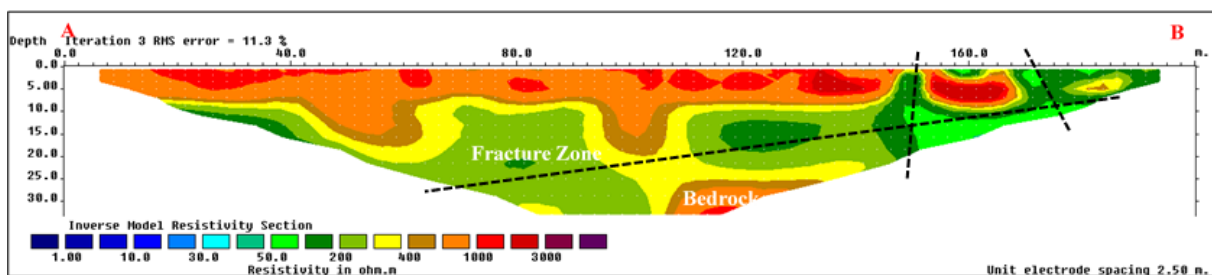 A B
Depth Iteration 3 RMS error = 11.3 %
0.0 40.0 80.0 120.0 160.0 m.
0.0
5.00
10.0
15.0
20.0
25.0
30.0
Fracture Zone
Bedrock
Inverse Model Resistivity Section
1.00 10.0 30.0 50.0 200 400 1000 3000
Resistivity in ohm.m
Unit electrode spacing 2.50 m.